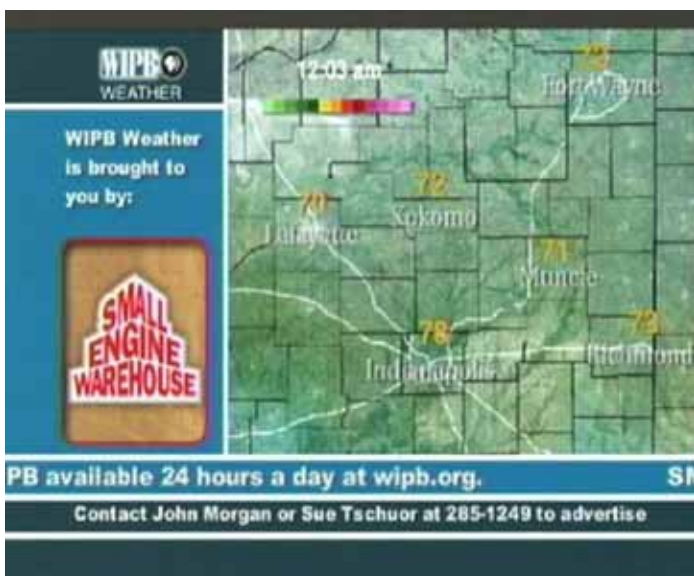 WIPB
WEATHER
WIPB Weather
is brought to
you by:
SMALL
ENGINE
WAREHOUSE
12:03 am
73
Fort Wayne
70
Lafayette
72
Kokomo
71
Muncie
78
Indianapolis
73
Richmond
PB available 24 hours a day at wipb.org.
SM
Contact John Morgan or Sue Tschuor at 285-1249 to advertise